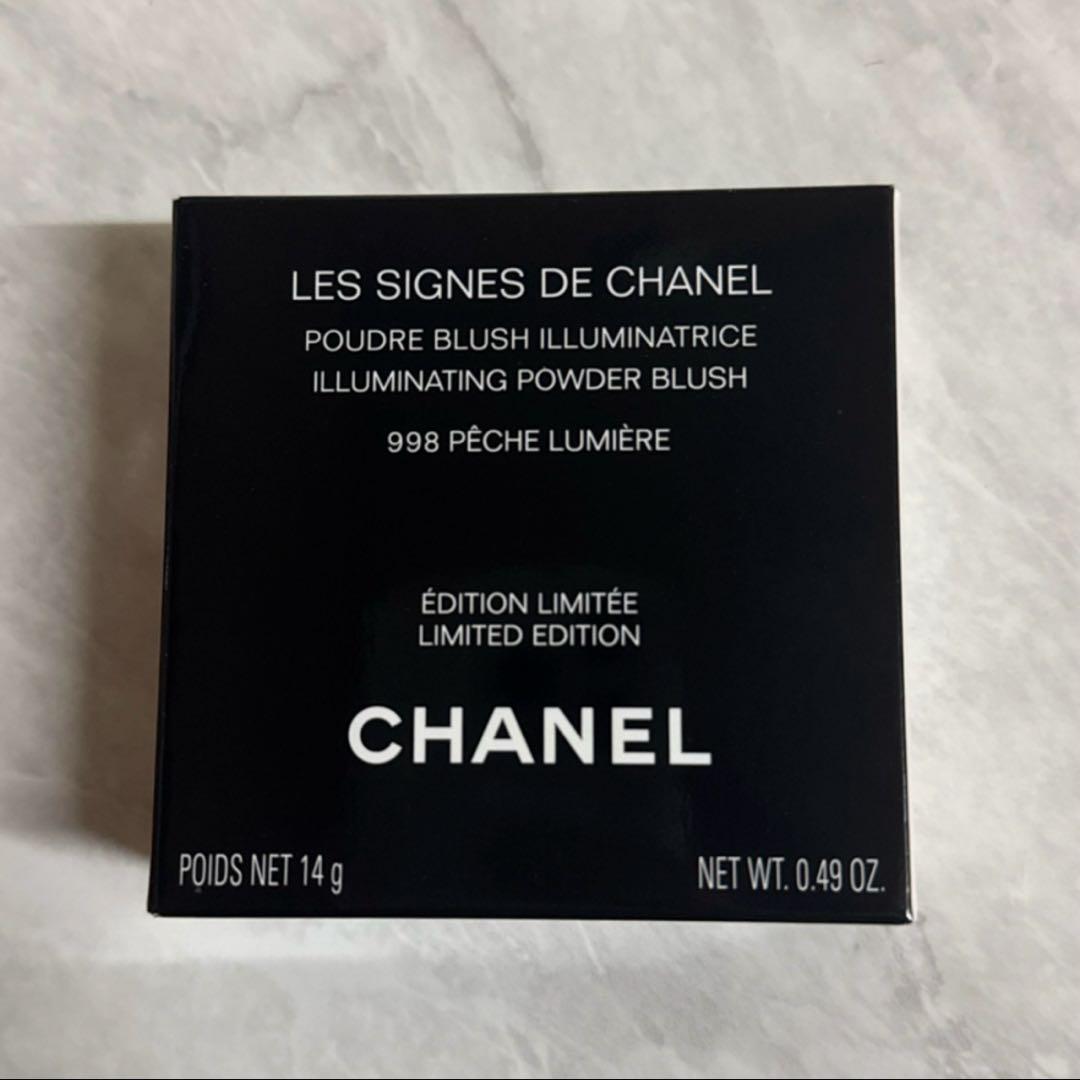 LES SIGNES DE CHANEL
POUDRE BLUSH ILLUMINATRICE
ILLUMINATING POWDER BLUSH
998 PÊCHE LUMIÈRE
ÉDITION LIMITÉE
LIMITED EDITION
CHANEL
POIDS NET 14 g
NET WT. 0.49 OZ.